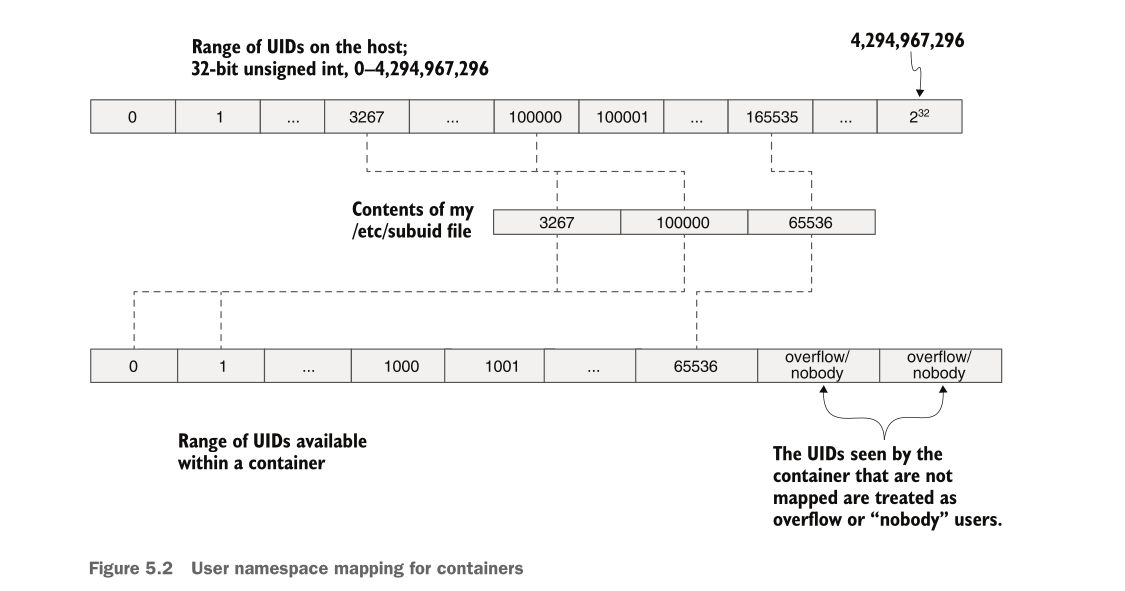 Range of UIDs on the host;
32-bit unsigned int, 0–4,294,967,296
4,294,967,296
0 1 ... 3267 ... 100000 100001 ... 165535 ... 2³²
Contents of my
/etc/subuid file
3267 100000 65536
0 1 ... 1000 1001 ... 65536 overflow/ overflow/
nobody nobody
Range of UIDs available
within a container
The UIDs seen by the
container that are not
mapped are treated as
overflow or “nobody” users.
Figure 5.2 User namespace mapping for containers